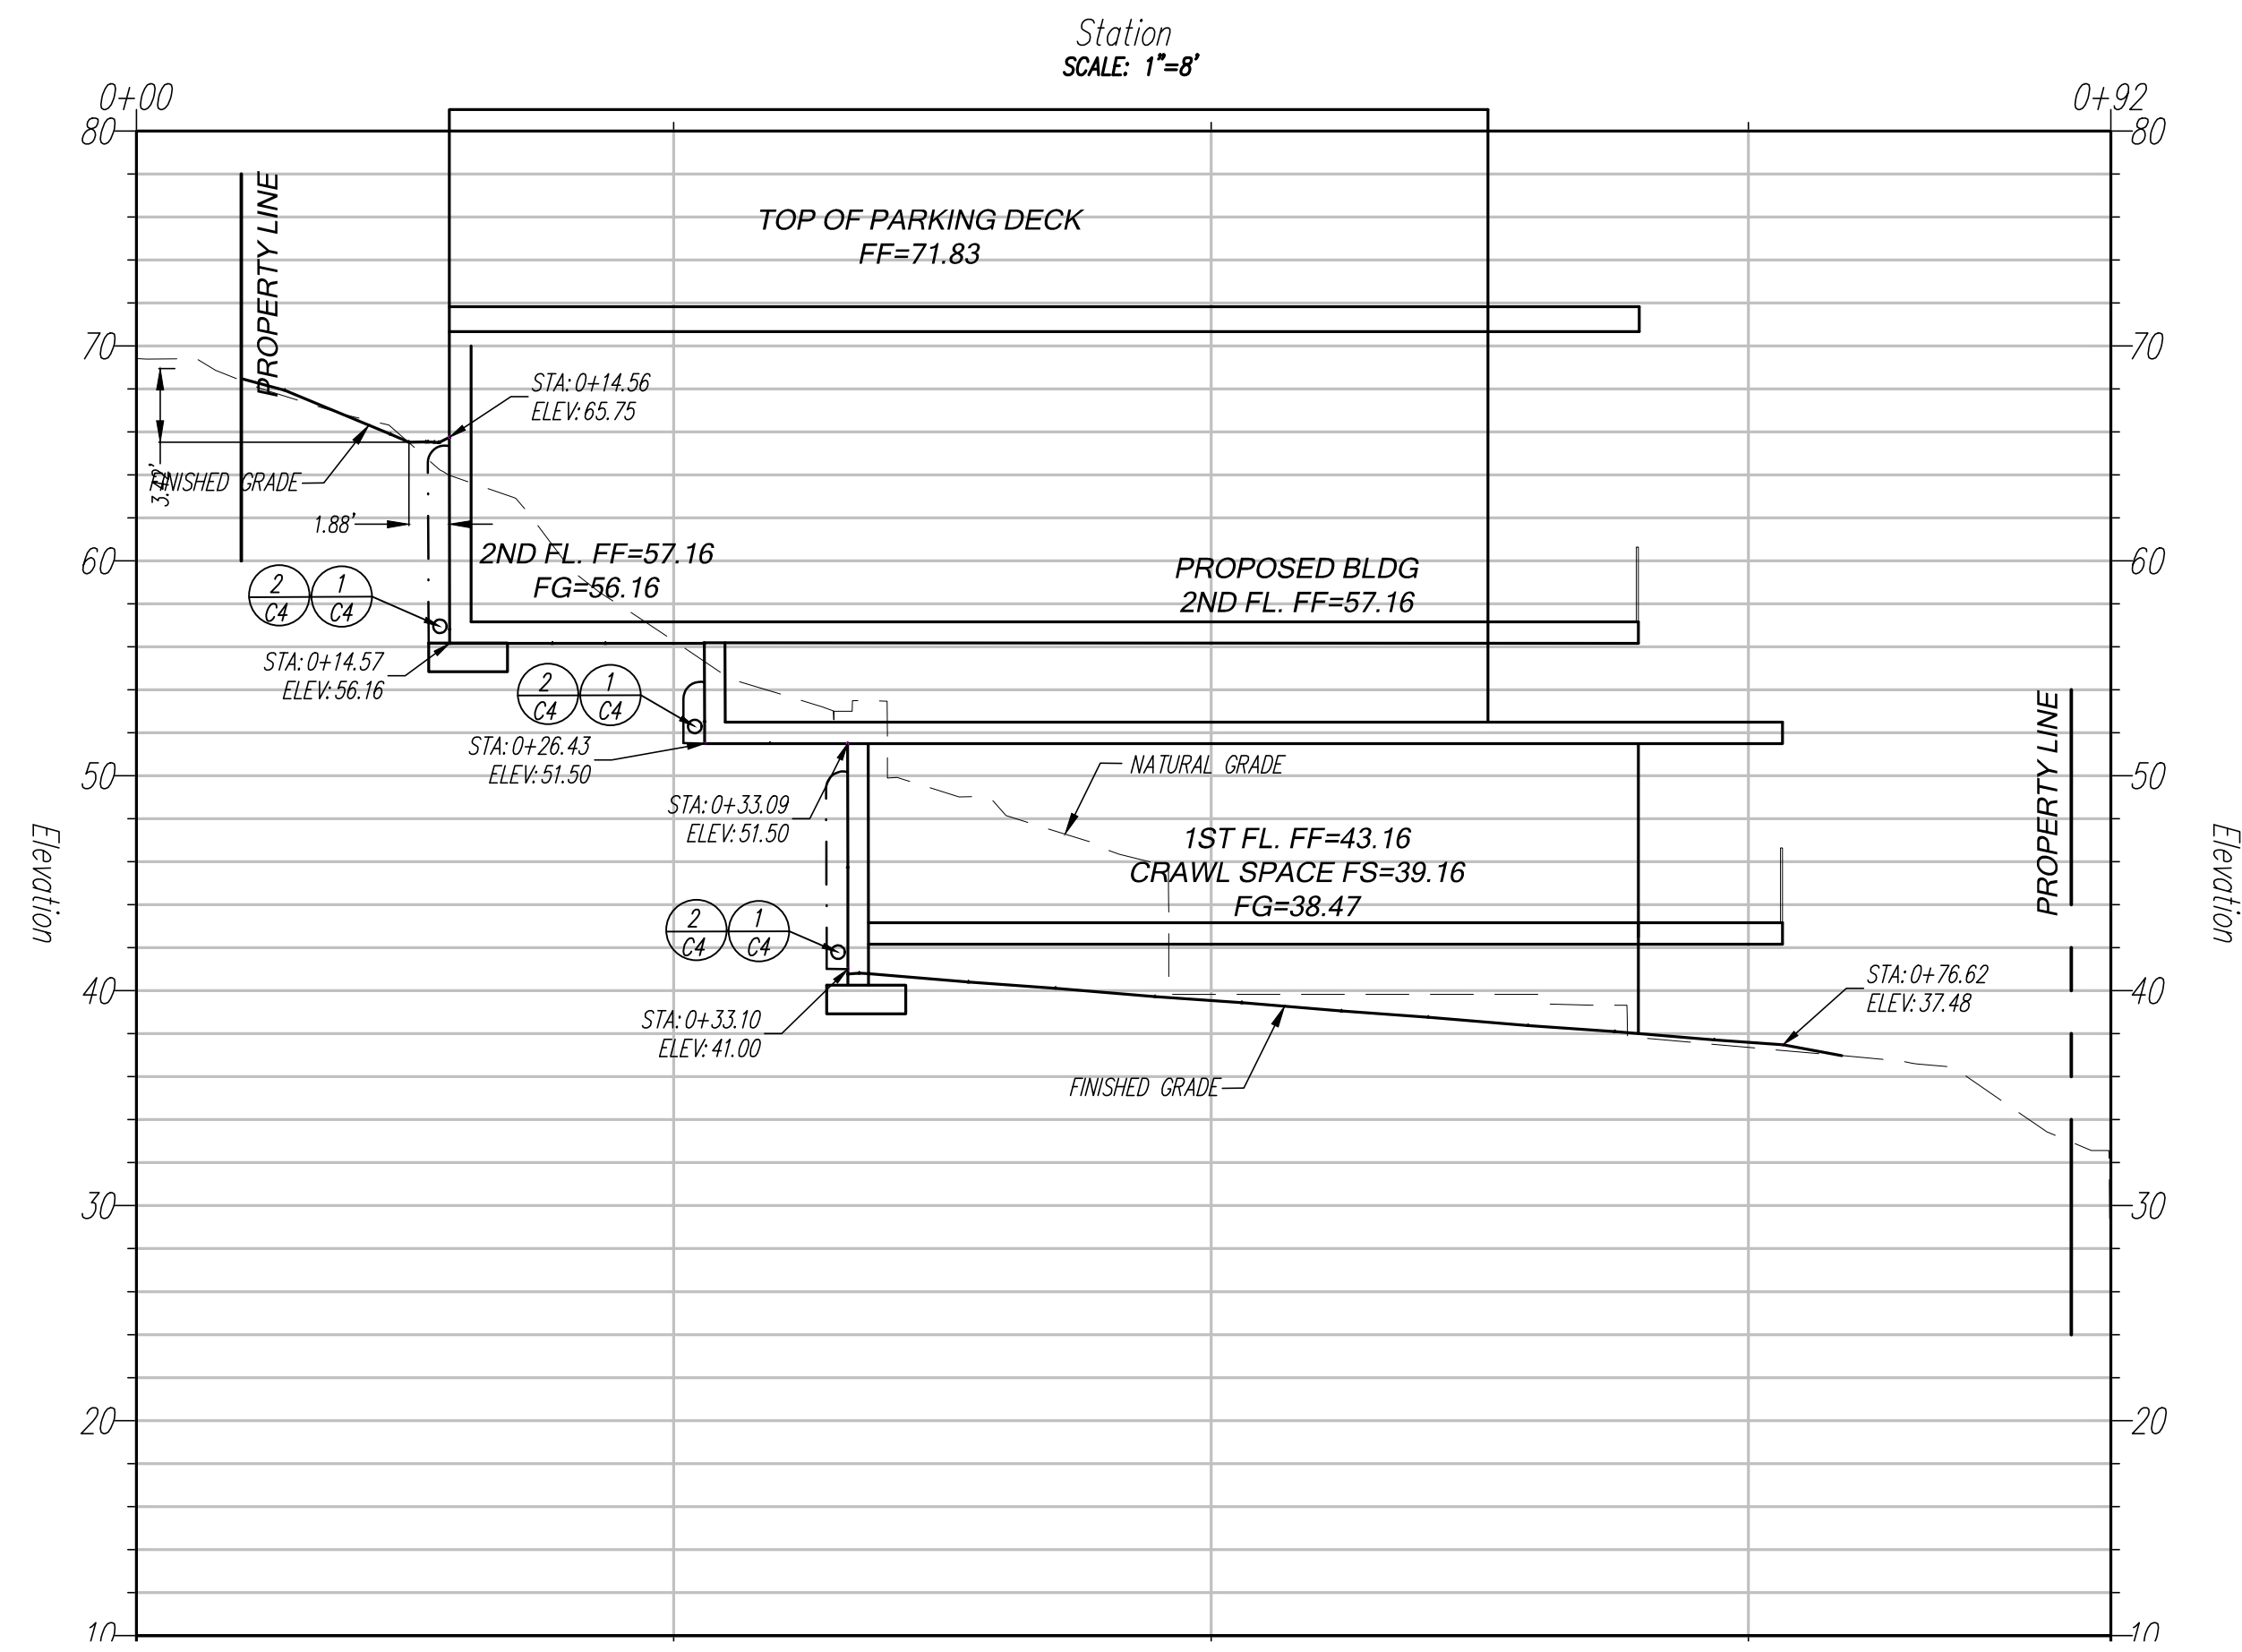 Station
SCALE: 1"=8'
0+00
0+92
80
80
PROPERTY LINE
TOP OF PARKING DECK
FF=71.83
70
70
STA: 0+14.56
ELEV: 65.75
FINISHED GRADE
3.42'
1.88'
2ND FL. FF=57.16
FG=56.16
PROPOSED BLDG
2ND FL. FF=57.16
60
60
2
C4
1
C4
STA: 0+14.57
ELEV: 56.16
2
C4
1
C4
STA: 0+26.43
ELEV: 51.50
PROPERTY LINE
NATURAL GRADE
50
50
STA: 0+33.09
ELEV: 51.50
Elevation
Elevation
1ST FL. FF=43.16
CRAWL SPACE FS=39.16
FG=38.47
2
C4
1
C4
40
40
STA: 0+76.62
ELEV: 37.48
STA: 0+33.10
ELEV: 41.00
FINISHED GRADE
30
30
20
20
10
10